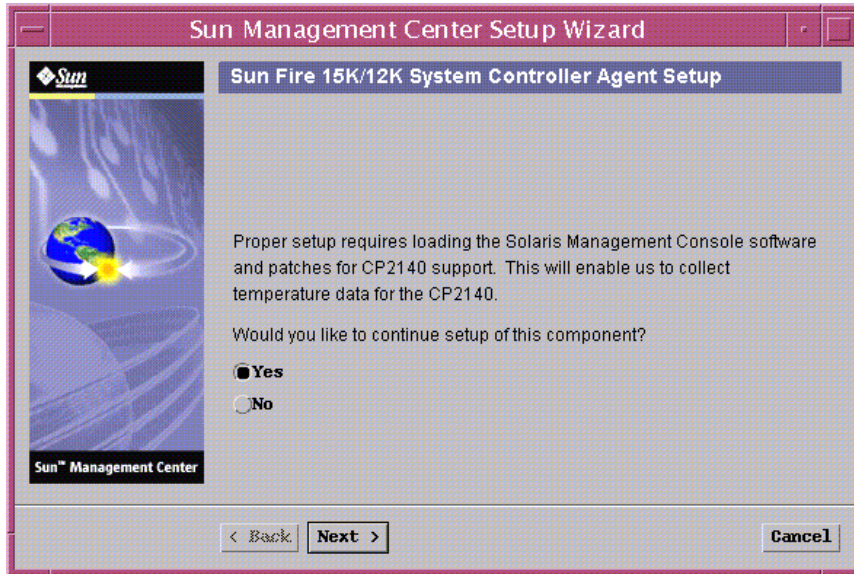 Sun Management Center Setup Wizard
Sun
Sun Fire 15K/12K System Controller Agent Setup
Proper setup requires loading the Solaris Management Console software
and patches for CP2140 support. This will enable us to collect
temperature data for the CP2140.
Would you like to continue setup of this component?
Yes
No
Sun™ Management Center
< Back
Next >
Cancel